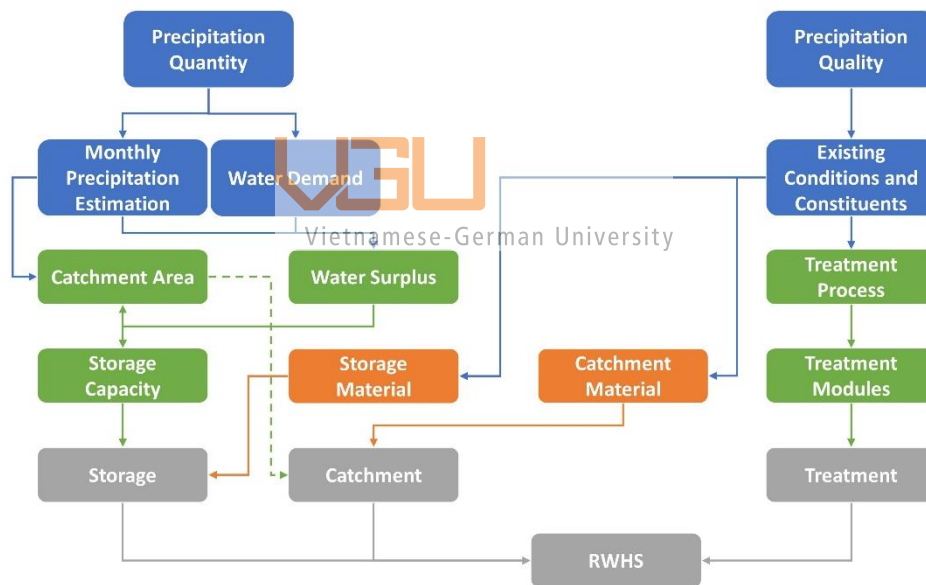 Precipitation
Quantity
Precipitation
Quality
Monthly
Precipitation
Estimation
Water Demand
VGU
Vietnamese-German University
Existing
Conditions and
Constituents
Catchment Area
Water Surplus
Treatment
Process
Storage
Capacity
Storage
Material
Catchment
Material
Treatment
Modules
Storage
Catchment
Treatment
RWHS